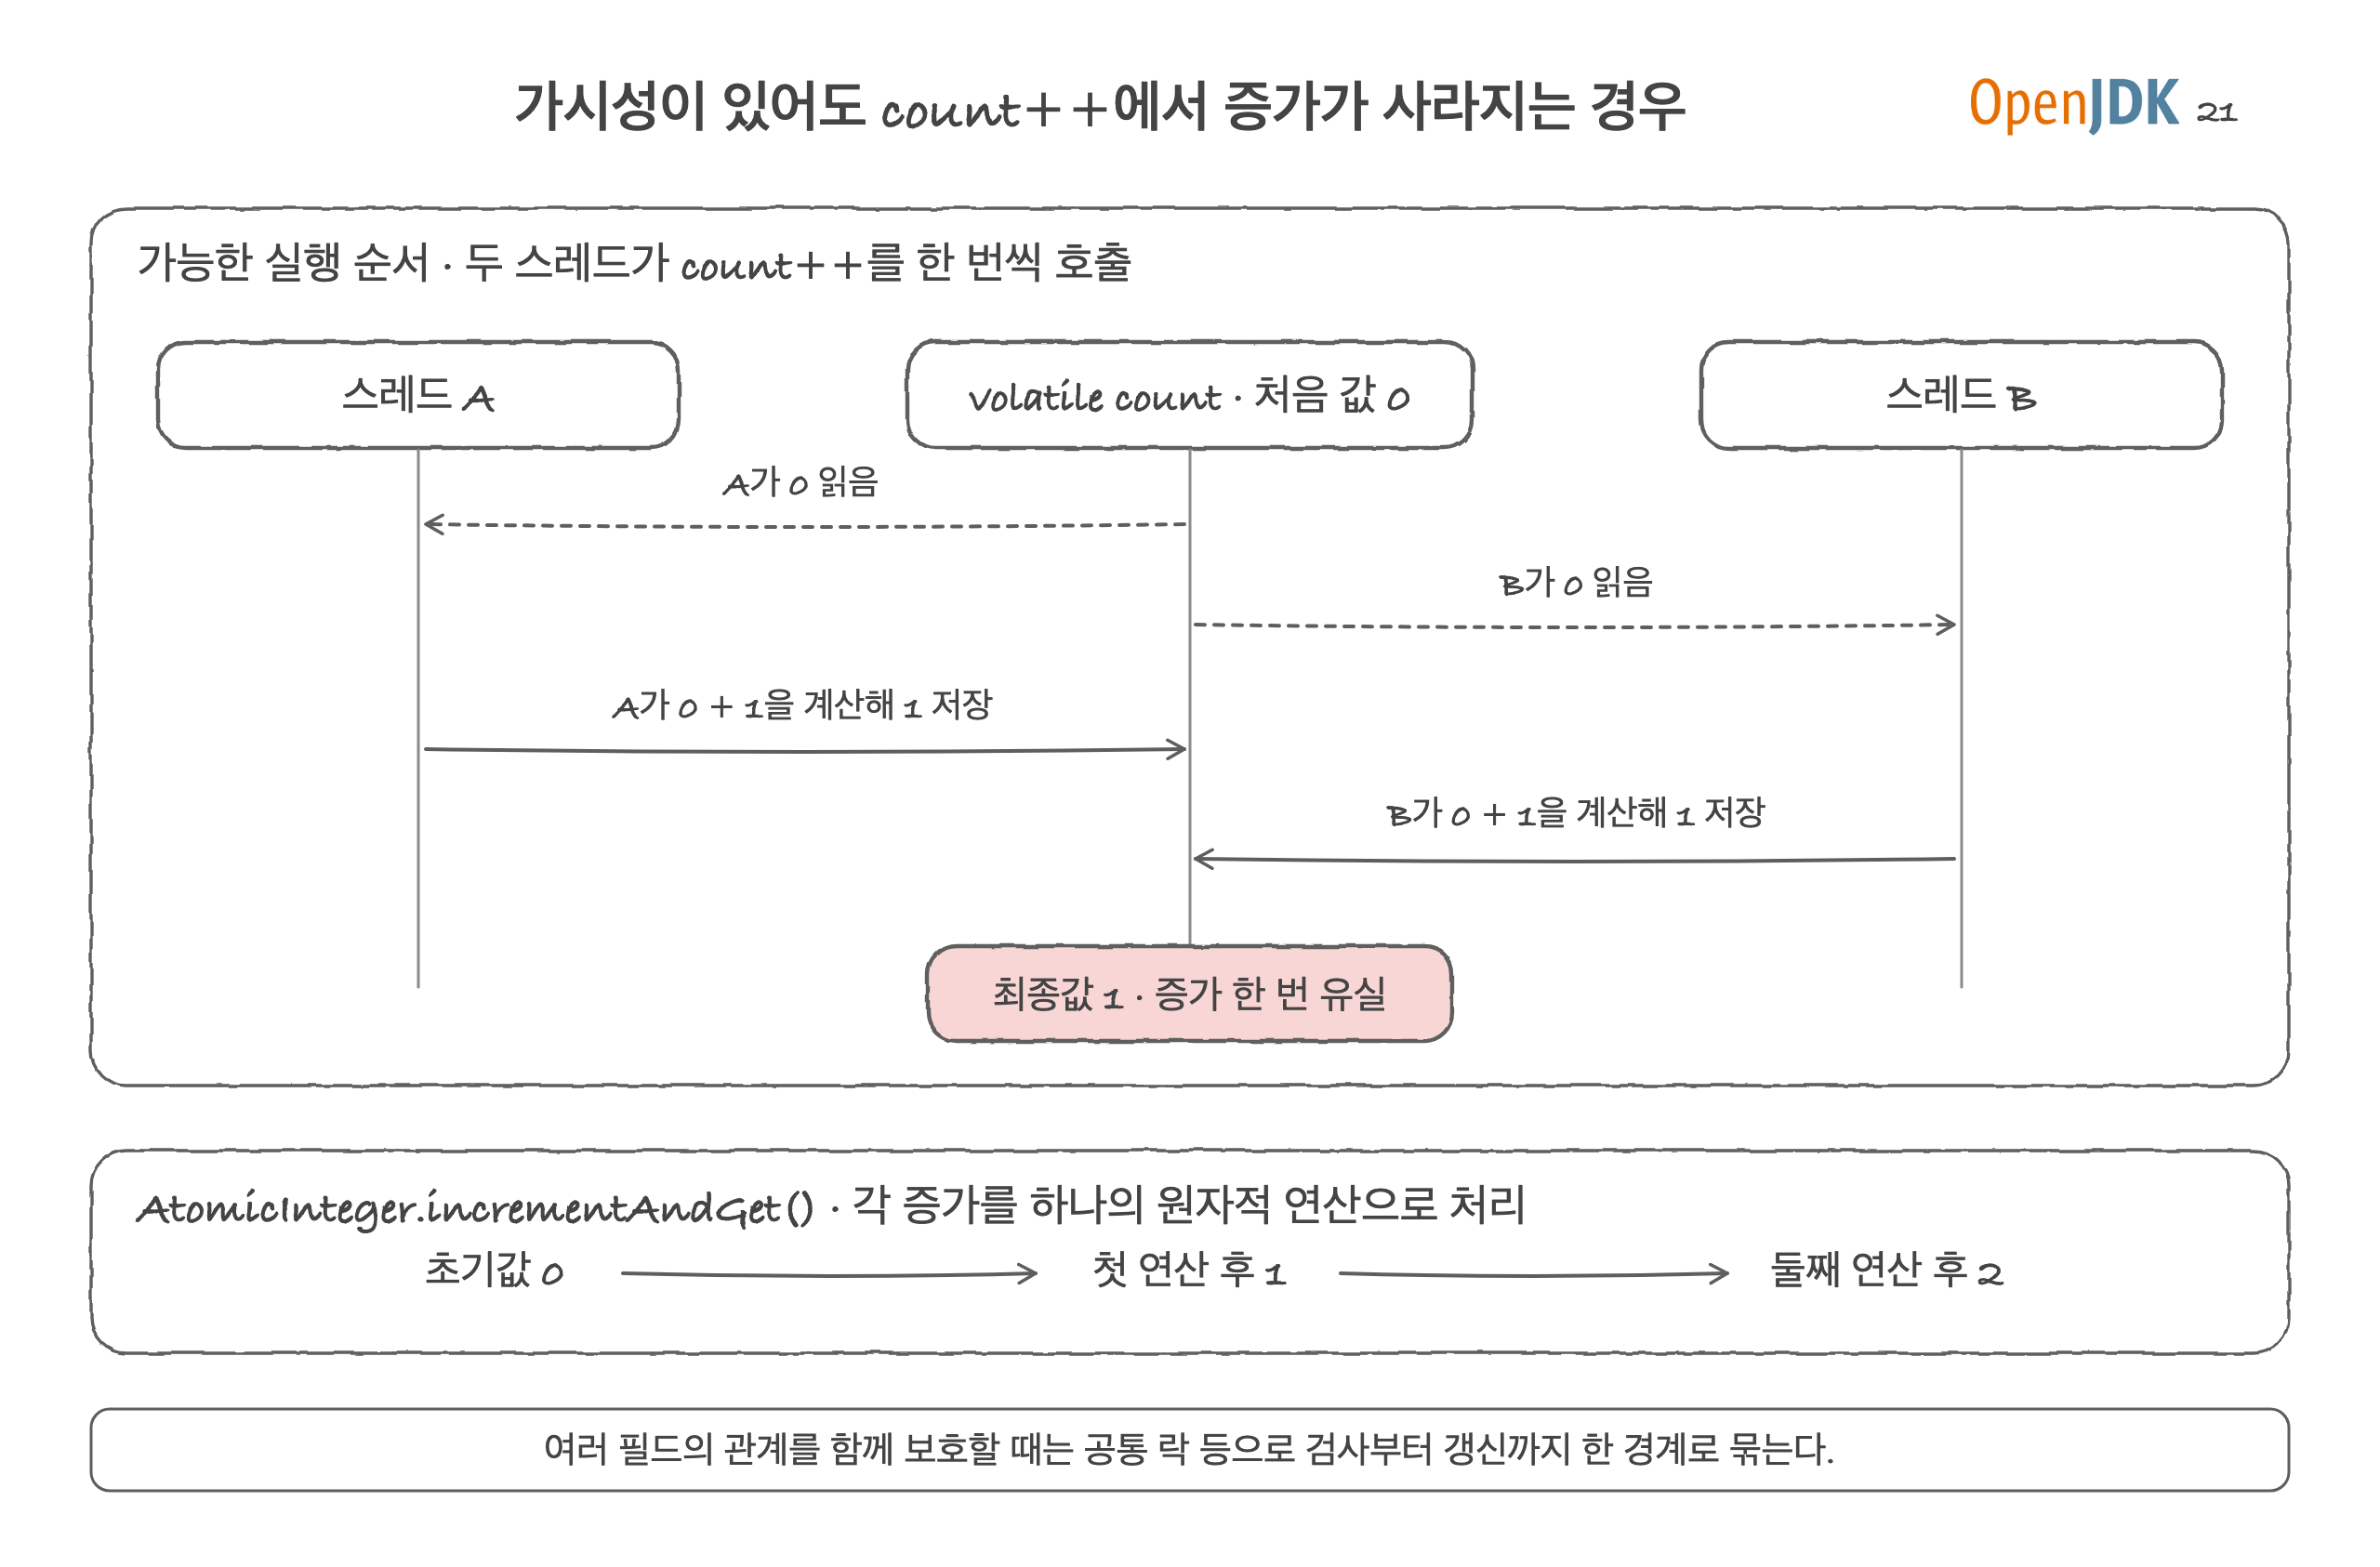 가시성이 있어도 count++에서 증가가 사라지는 경우
OpenJDK 21
가능한 실행 순서 · 두 스레드가 count++를 한 번씩 호출
스레드 A
volatile count · 처음 값 0
스레드 B
A가 0 읽음
B가 0 읽음
A가 0 + 1을 계산해 1 저장
B가 0 + 1을 계산해 1 저장
최종값 1 · 증가 한 번 유실
AtomicInteger.incrementAndGet() · 각 증가를 하나의 원자적 연산으로 처리
초기값 0
첫 연산 후 1
둘째 연산 후 2
여러 필드의 관계를 함께 보호할 때는 공통 락 등으로 검사부터 갱신까지 한 경계로 묶는다.